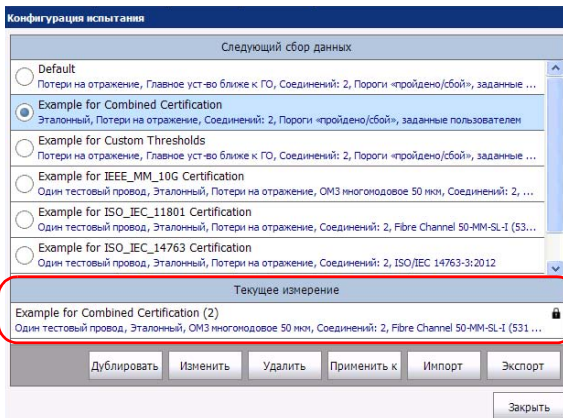 Конфигурация испытания
Следующий сбор данных
Default
Потери на отражение, Главное уст-во ближе к ГО, Соединений: 2, Пороги «пройдено/сбой», заданные ...
Example for Combined Certification
Эталонный, Потери на отражение, Соединений: 2, Пороги «пройдено/сбой», заданные пользователем
Example for Custom Thresholds
Потери на отражение, Главное уст-во ближе к ГО, Соединений: 2, Пороги «пройдено/сбой», заданные ...
Example for IEEE_MM_10G Certification
Один тестовый провод, Эталонный, Потери на отражение, OM3 многомодовое 50 мкм, Соединений: 2, ...
Example for ISO_IEC_11801 Certification
Один тестовый провод, Эталонный, Потери на отражение, Соединений: 2, Fibre Channel 50-MM-SL-I (53...
Example for ISO_IEC_14763 Certification
Один тестовый провод, Эталонный, Потери на отражение, Соединений: 2, ISO/IEC 14763-3:2012
Текущее измерение
Example for Combined Certification (2)
Один тестовый провод, Эталонный, OM3 многомодовое 50 мкм, Соединений: 2, Fibre Channel 50-MM-SL-I (531 ...
Дублировать Изменить Удалить Применить к Импорт Экспорт
Закрыть